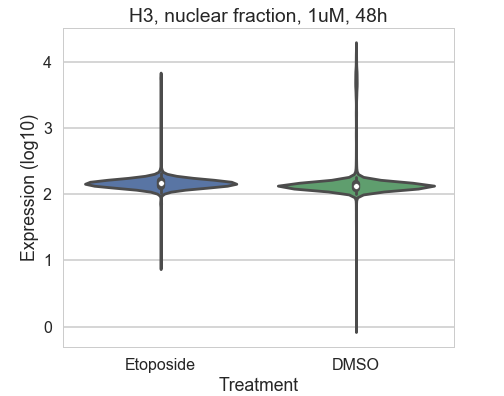 H3, nuclear fraction, 1uM, 48h
Expression (log10)
4
3
2
1
0
Etoposide DMSO
Treatment